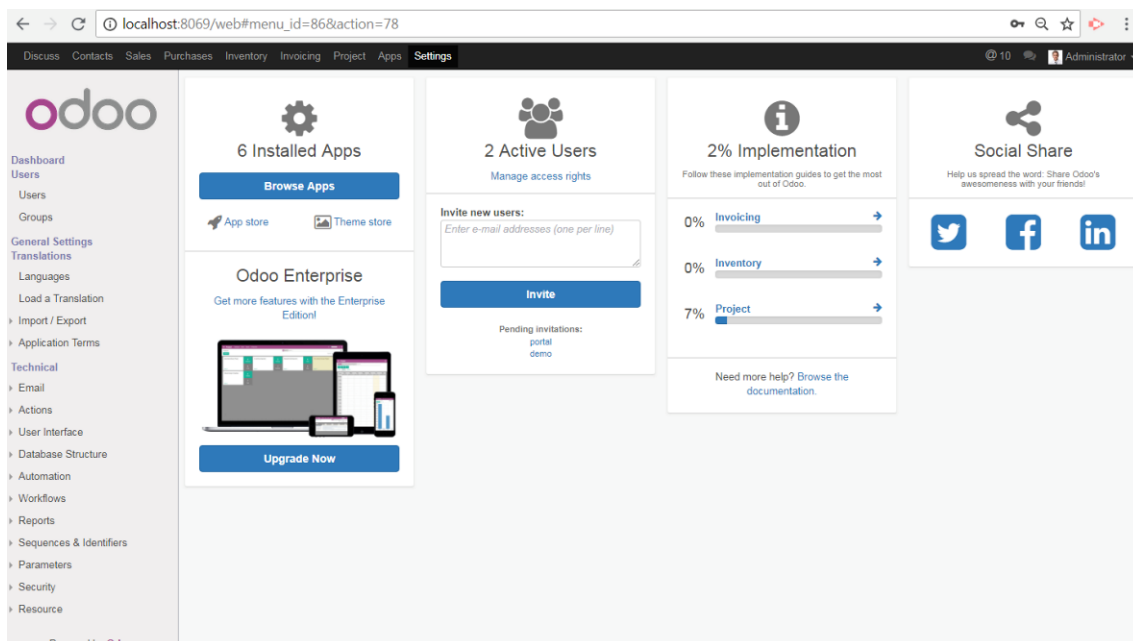 localhost:8069/web#menu_id=86&action=78
Discuss Contacts Sales Purchases Inventory Invoicing Project Apps Settings
@ 10 Administrator
odoo
Dashboard
Users
Users
Groups
General Settings
Translations
Languages
Load a Translation
Import / Export
Application Terms
Technical
Email
Actions
User Interface
Database Structure
Automation
Workflows
Reports
Sequences & Identifiers
Parameters
Security
Resource
6 Installed Apps
Browse Apps
App store Theme store
Odoo Enterprise
Get more features with the Enterprise
Edition!
Upgrade Now
2 Active Users
Manage access rights
Invite new users:
Enter e-mail addresses (one per line)
Invite
Pending invitations:
portal
demo
2% Implementation
Follow these implementation guides to get the most
out of Odoo.
0% Invoicing
0% Inventory
7% Project
Need more help? Browse the
documentation.
Social Share
Help us spread the word: Share Odoo's
awesomeness with your friends!